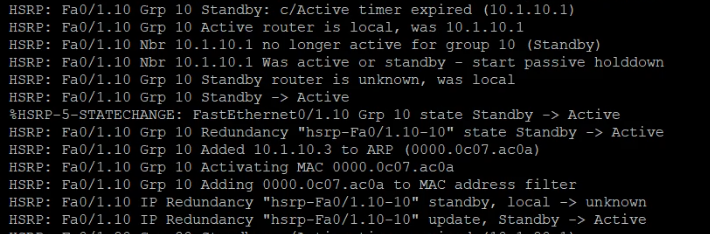 HSRP: Fa0/1.10 Grp 10 Standby: c/Active timer expired (10.1.10.1)
HSRP: Fa0/1.10 Grp 10 Active router is local, was 10.1.10.1
HSRP: Fa0/1.10 Nbr 10.1.10.1 no longer active for group 10 (Standby)
HSRP: Fa0/1.10 Nbr 10.1.10.1 Was active or standby - start passive holddown
HSRP: Fa0/1.10 Grp 10 Standby router is unknown, was local
HSRP: Fa0/1.10 Grp 10 Standby -> Active
%HSRP-5-STATECHANGE: FastEthernet0/1.10 Grp 10 state Standby -> Active
HSRP: Fa0/1.10 Grp 10 Redundancy "hsrp-Fa0/1.10-10" state Standby -> Active
HSRP: Fa0/1.10 Grp 10 Added 10.1.10.3 to ARP (0000.0c07.ac0a)
HSRP: Fa0/1.10 Grp 10 Activating MAC 0000.0c07.ac0a
HSRP: Fa0/1.10 Grp 10 Adding 0000.0c07.ac0a to MAC address filter
HSRP: Fa0/1.10 IP Redundancy "hsrp-Fa0/1.10-10" standby, local -> unknown
HSRP: Fa0/1.10 IP Redundancy "hsrp-Fa0/1.10-10" update, Standby -> Active